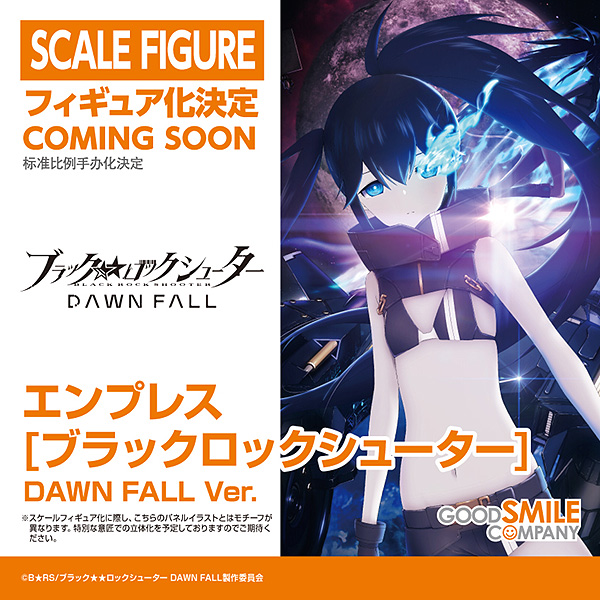 SCALE FIGURE
フィギュア化決定
COMING SOON
标准比例手办化决定
ブラック★★ロックシューター
BLACK ROCK SHOOTER
DAWN FALL
エンプレス
[ブラックロックシューター]
DAWN FALL Ver.
※スケールフィギュア化に際し、こちらのパネルイラストとはモチーフが
異なります。特別な意匠での立体化を予定しておりますのでご期待く
ださい。
GOOD SMILE
COMPANY
©B★RS/ブラック★★ロックシューター DAWN FALL製作委員会